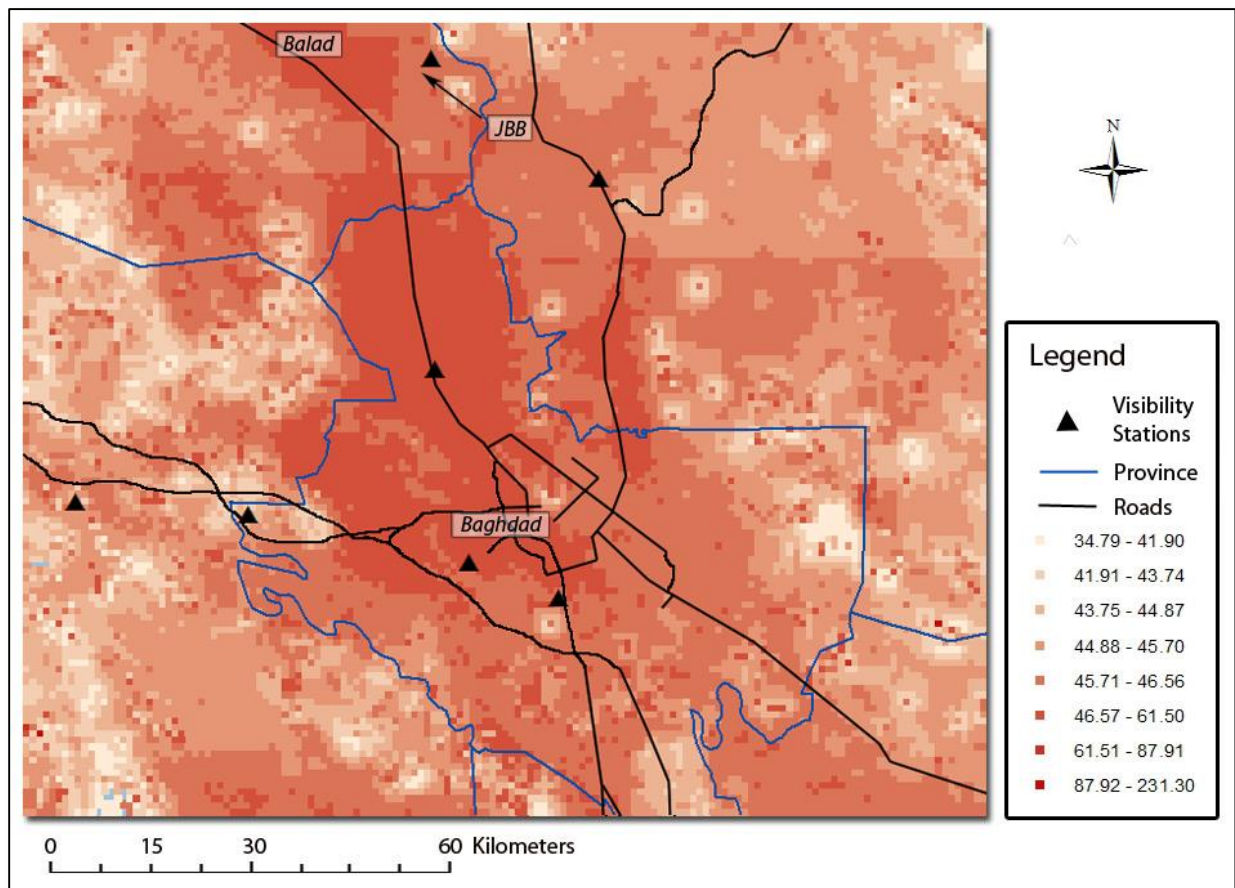 Balad
JBB
Baghdad
N
Legend
Visibility
Stations
Province
Roads
34.79 - 41.90
41.91 - 43.74
43.75 - 44.87
44.88 - 45.70
45.71 - 46.56
46.57 - 61.50
61.51 - 87.91
87.92 - 231.30
0 15 30 60 Kilometers